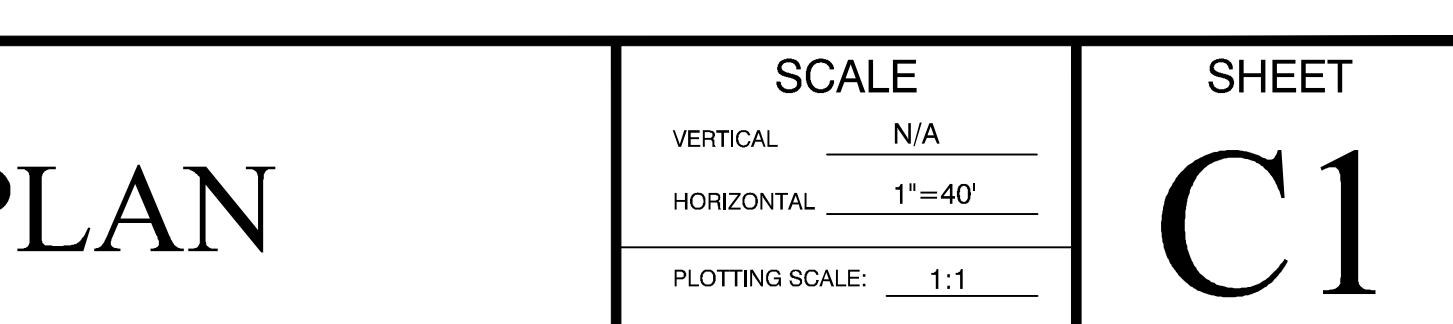 PLAN
SCALE
VERTICAL N/A
HORIZONTAL 1"=40'
PLOTTING SCALE: 1:1
SHEET
C1